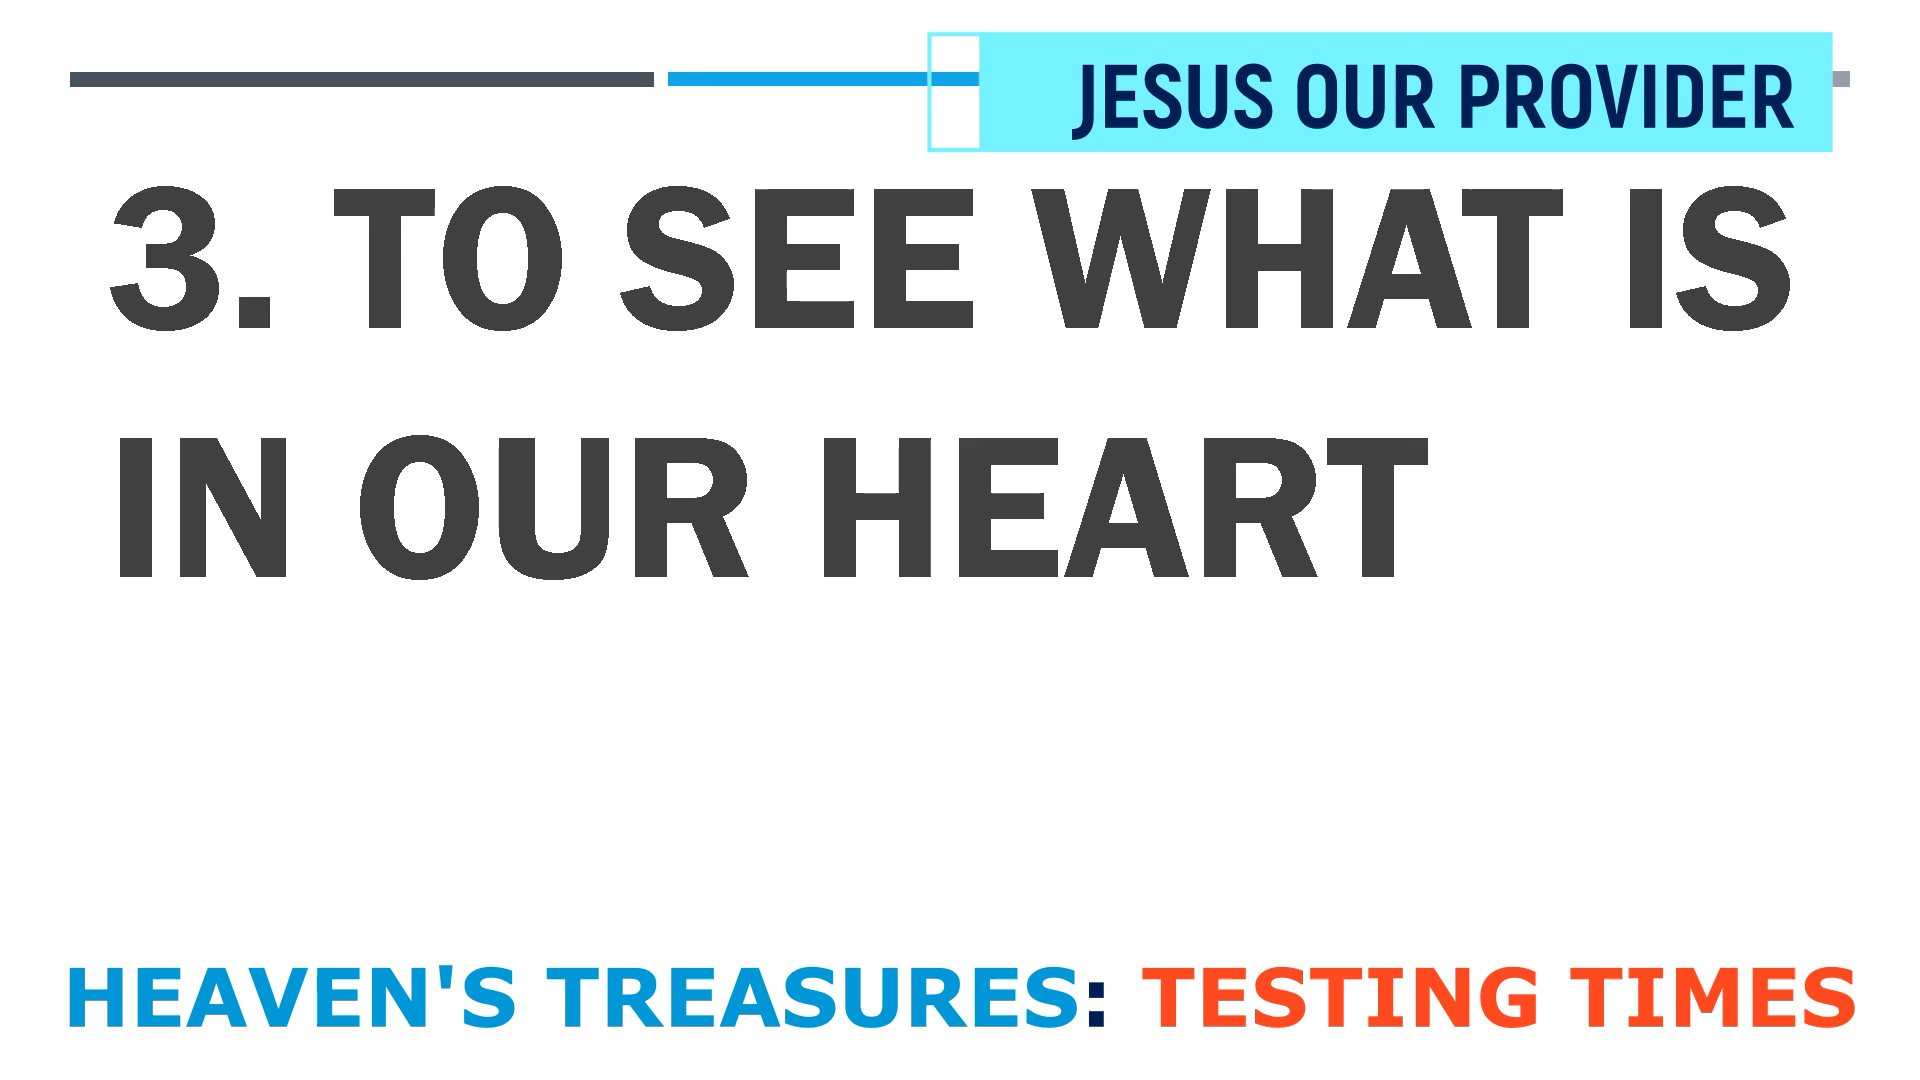 JESUS OUR PROVIDER
3. TO SEE WHAT IS
IN OUR HEART
HEAVEN'S TREASURES: TESTING TIMES